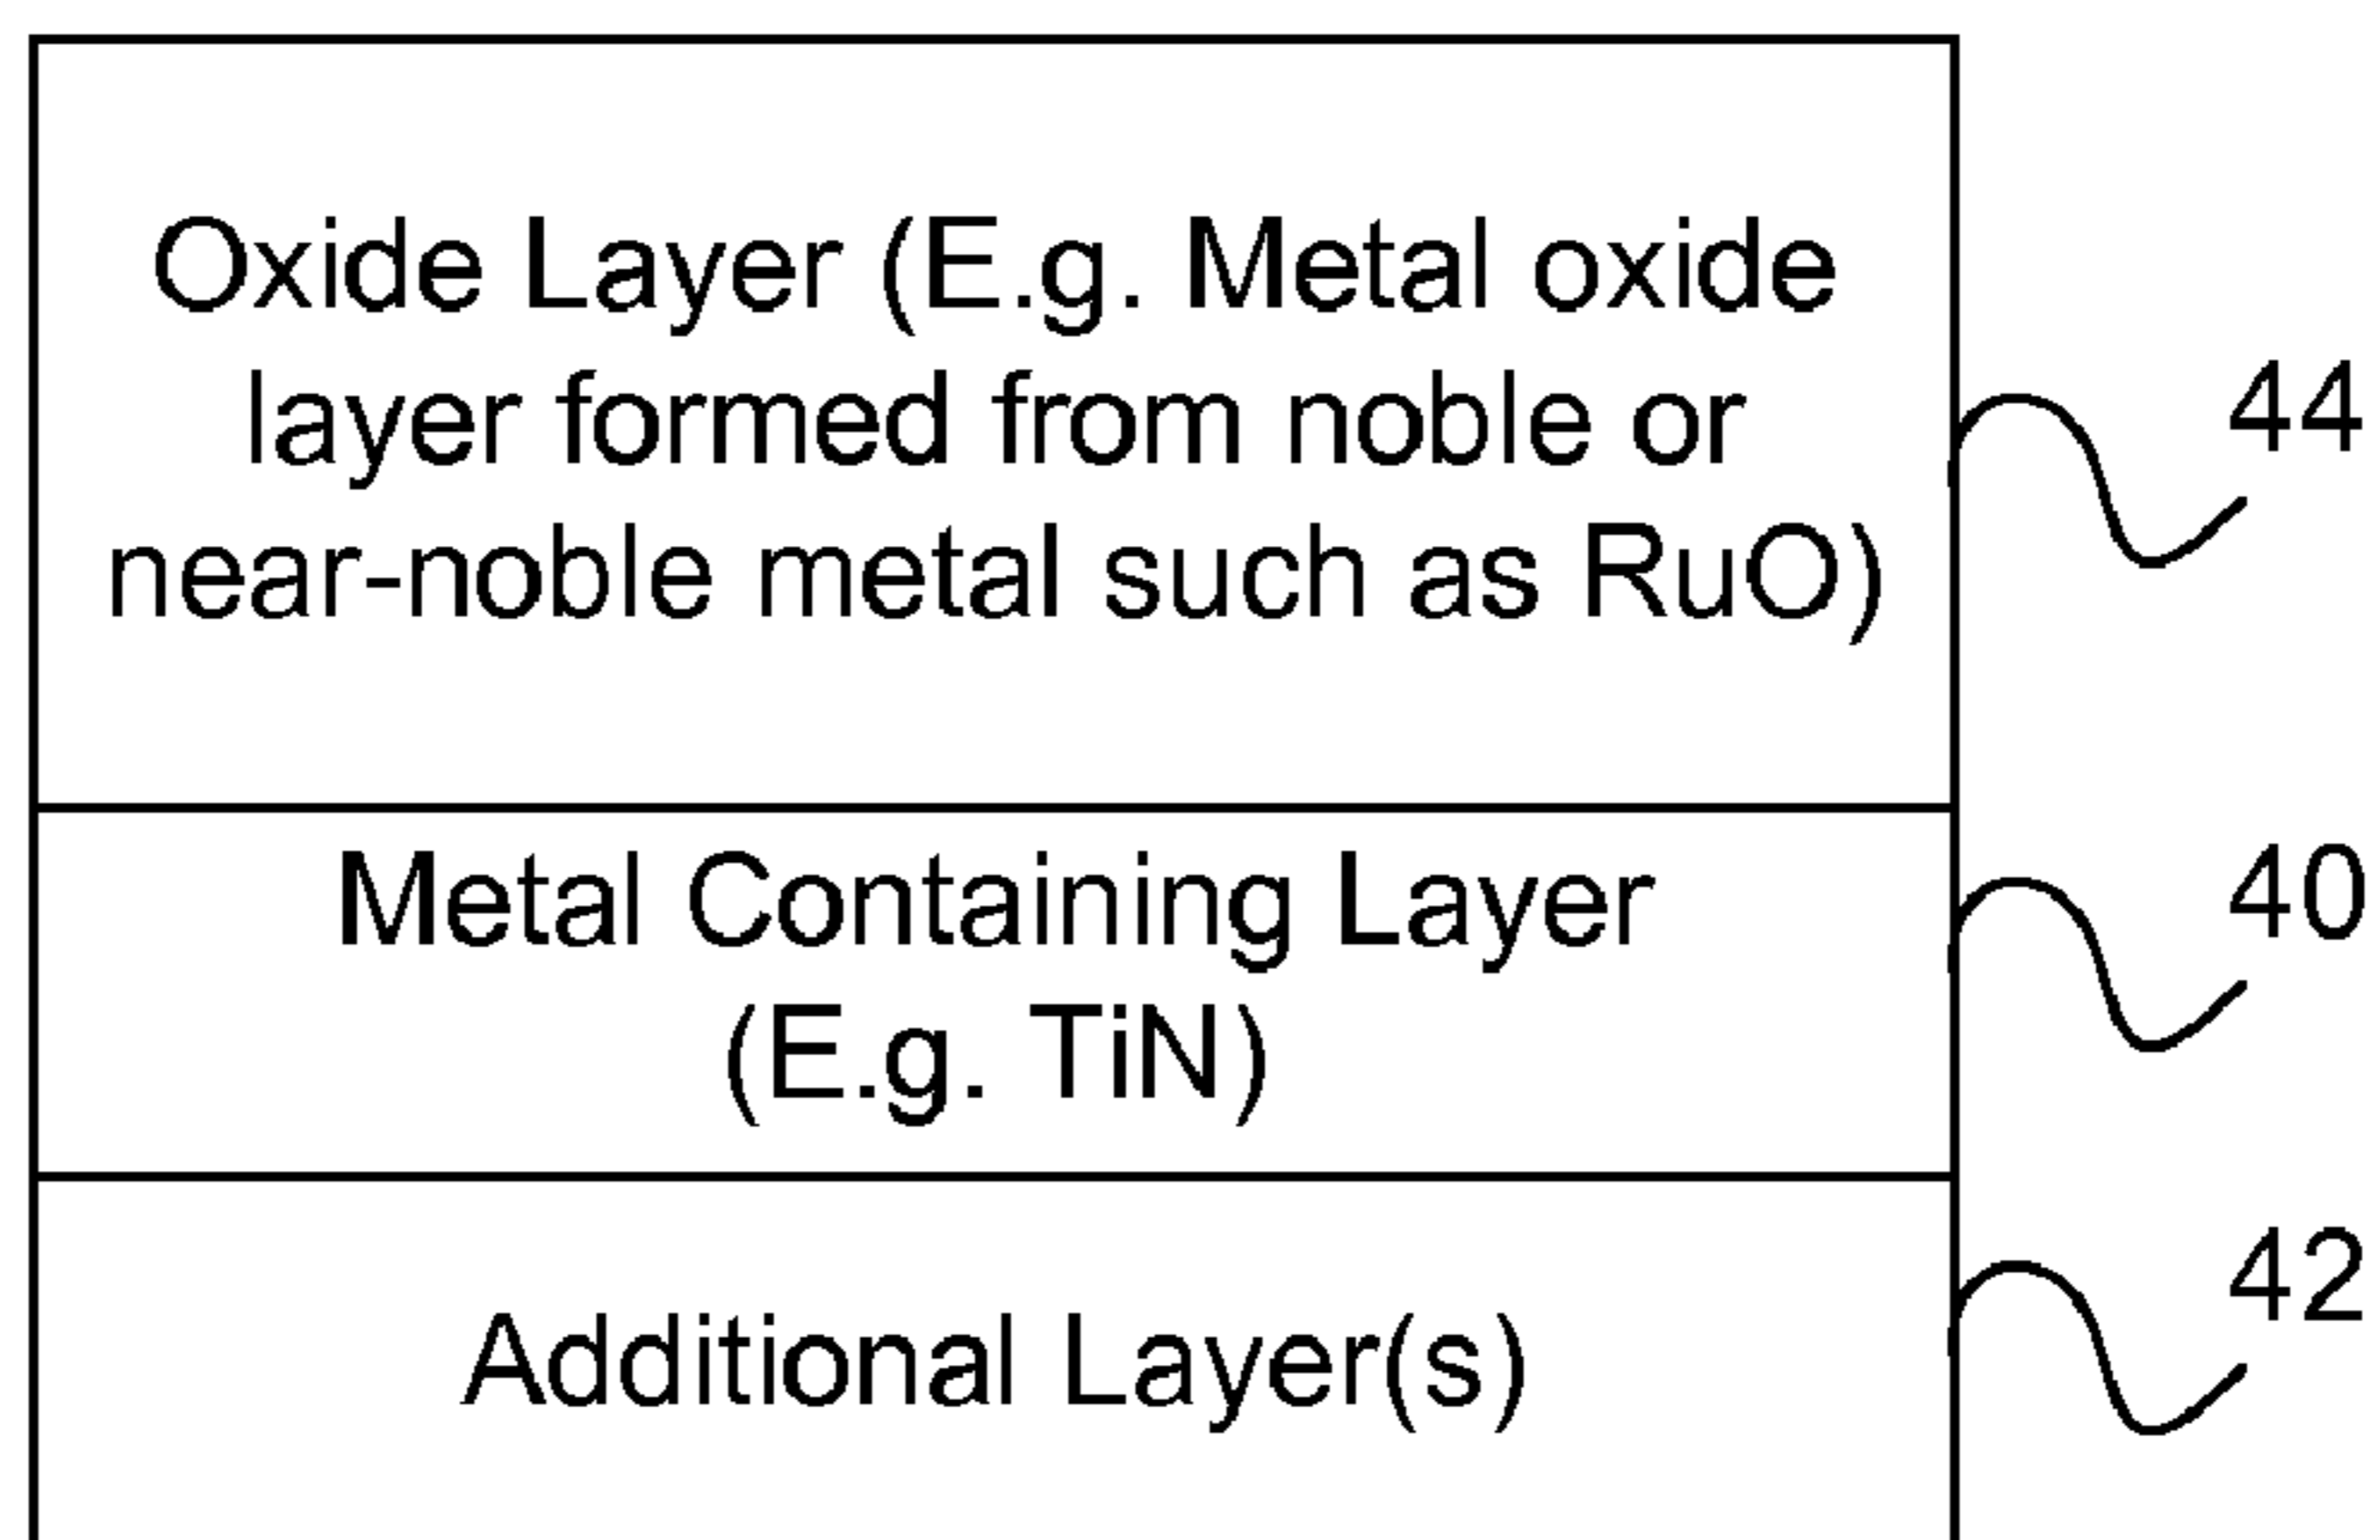 Oxide Layer (E.g. Metal oxide
layer formed from noble or
near-noble metal such as RuO)
44
Metal Containing Layer
(E.g. TiN)
40
Additional Layer(s)
42